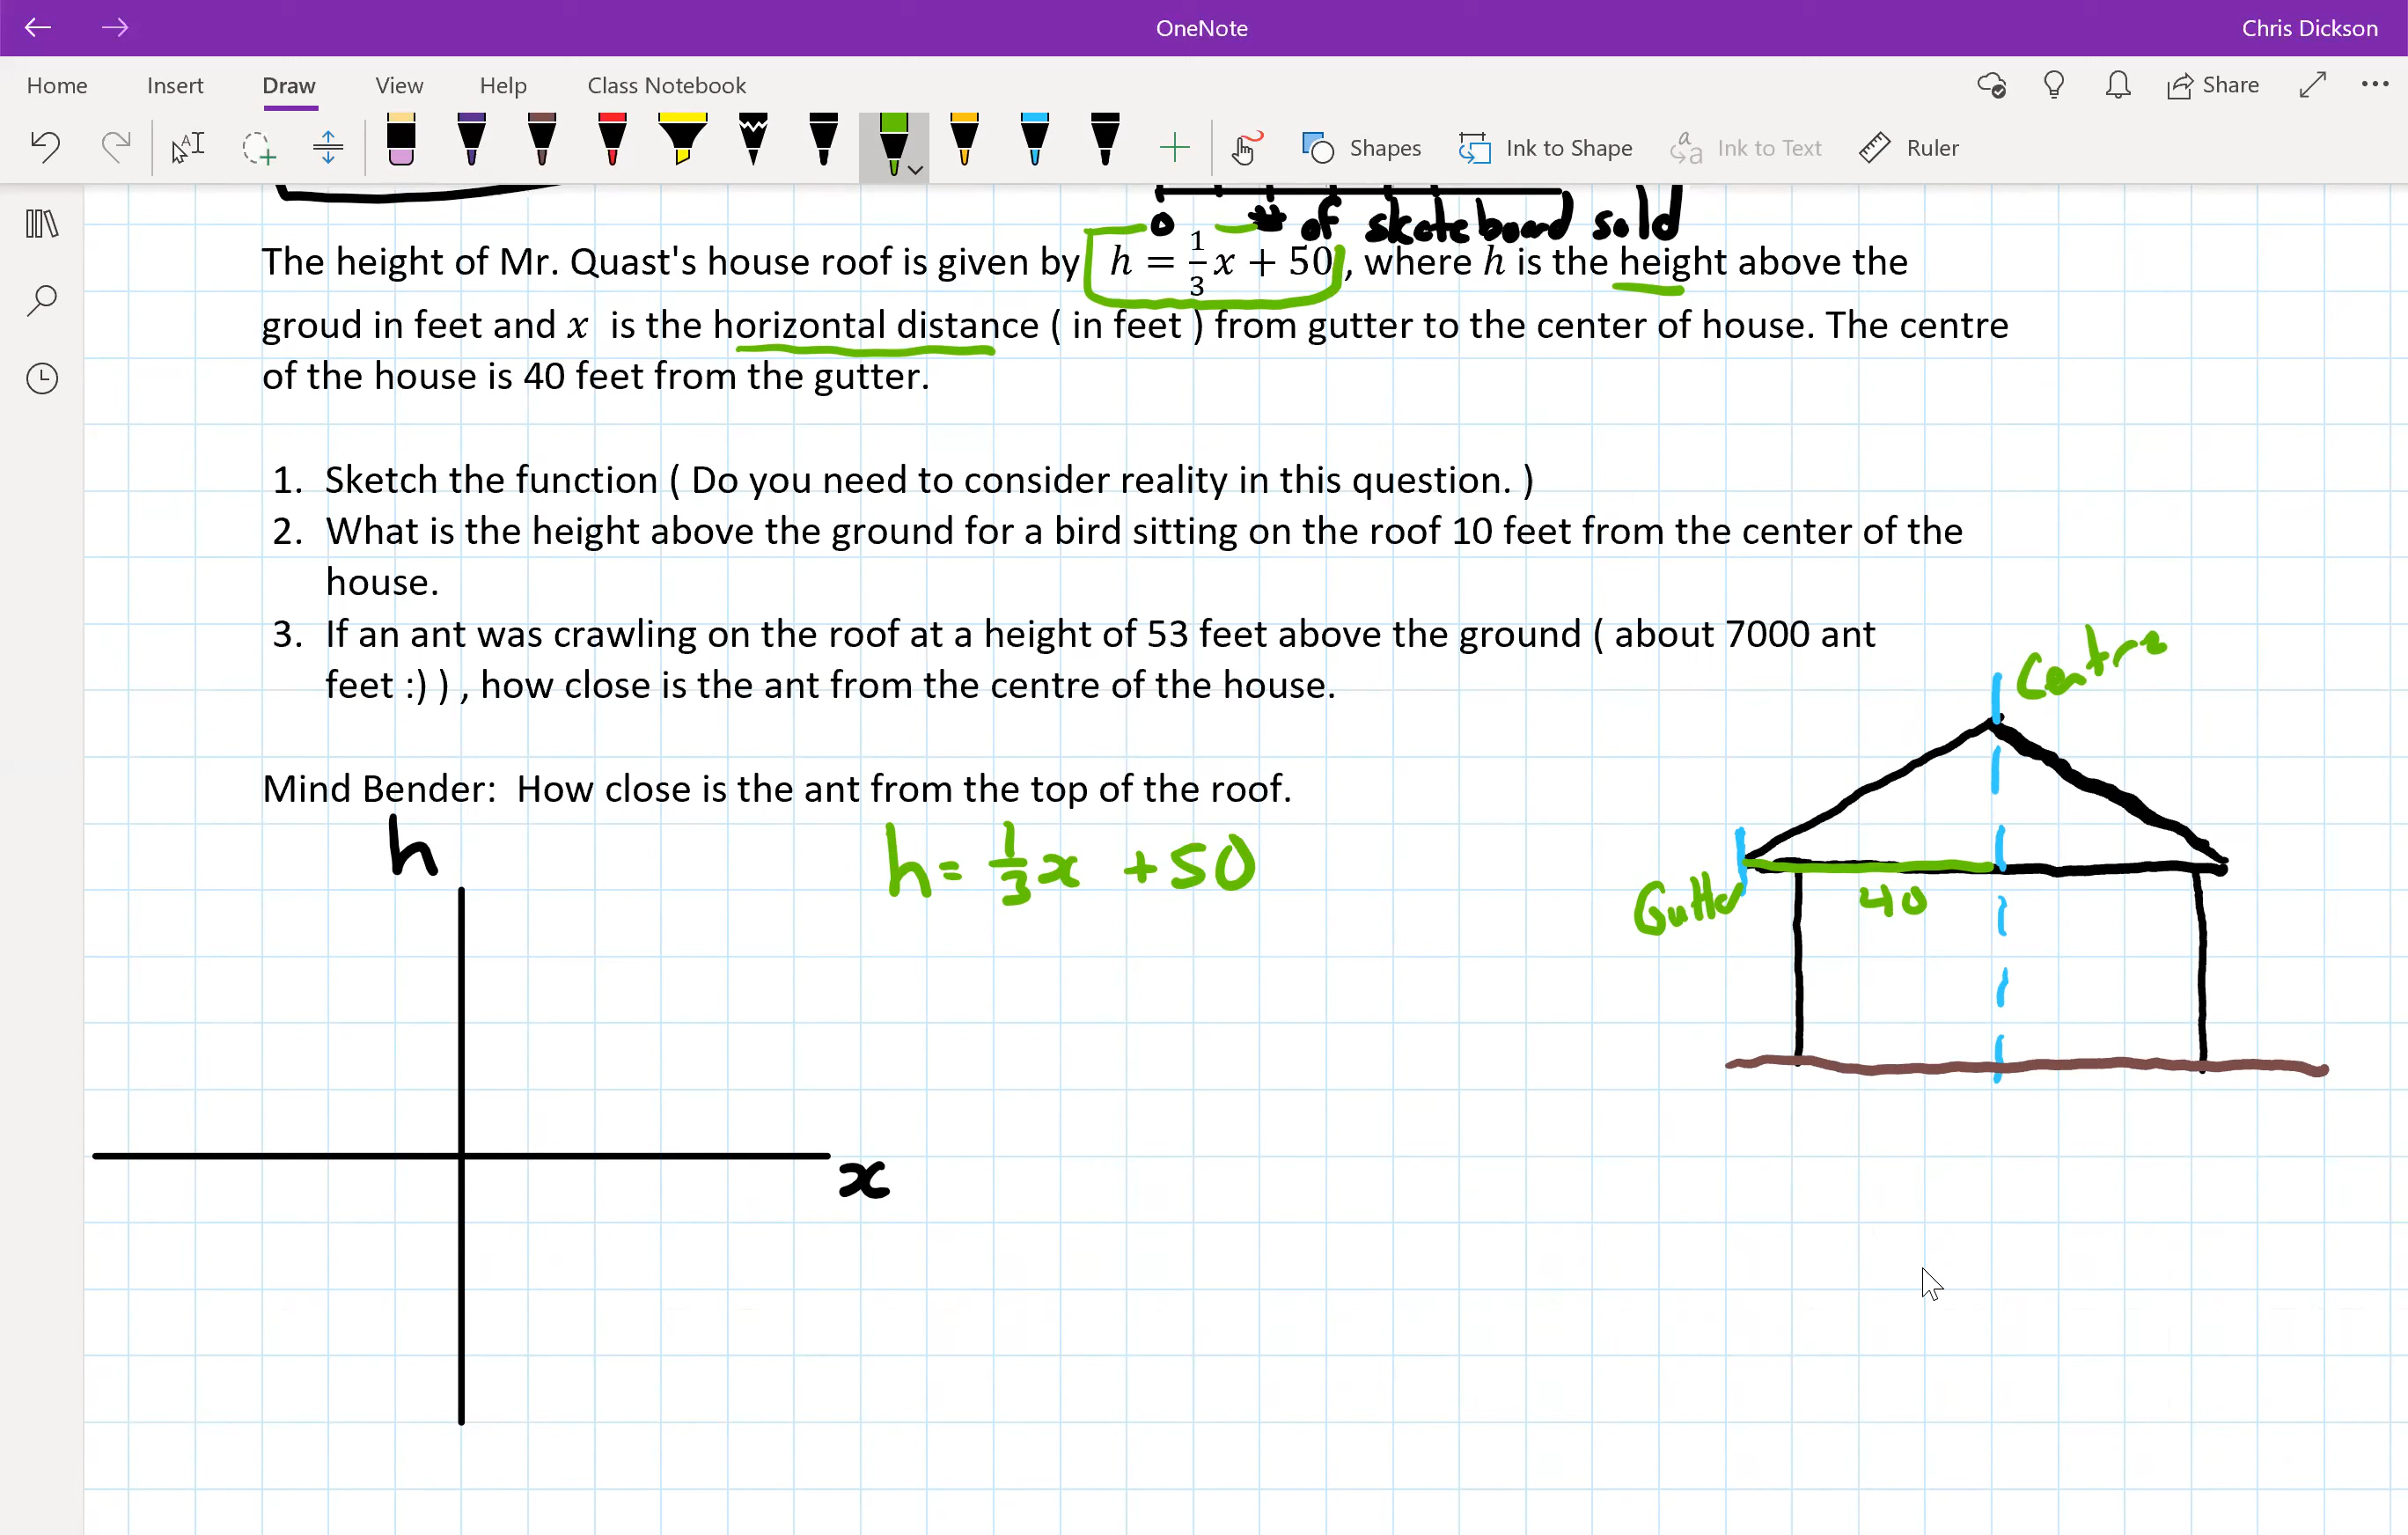 OneNote
Chris Dickson
Home Insert Draw View Help Class Notebook Share
Shapes Ink to Shape Ink to Text Ruler
0 # of skateboard sold
The height of Mr. Quast's house roof is given by h = 1/3 x + 50, where h is the height above the
groud in feet and x is the horizontal distance ( in feet ) from gutter to the center of house. The centre
of the house is 40 feet from the gutter.
1. Sketch the function ( Do you need to consider reality in this question. )
2. What is the height above the ground for a bird sitting on the roof 10 feet from the center of the
house.
3. If an ant was crawling on the roof at a height of 53 feet above the ground ( about 7000 ant
feet :) ) , how close is the ant from the centre of the house.
Mind Bender: How close is the ant from the top of the roof.
h
h = 1/3 x + 50
Centre
Gutter
40
x